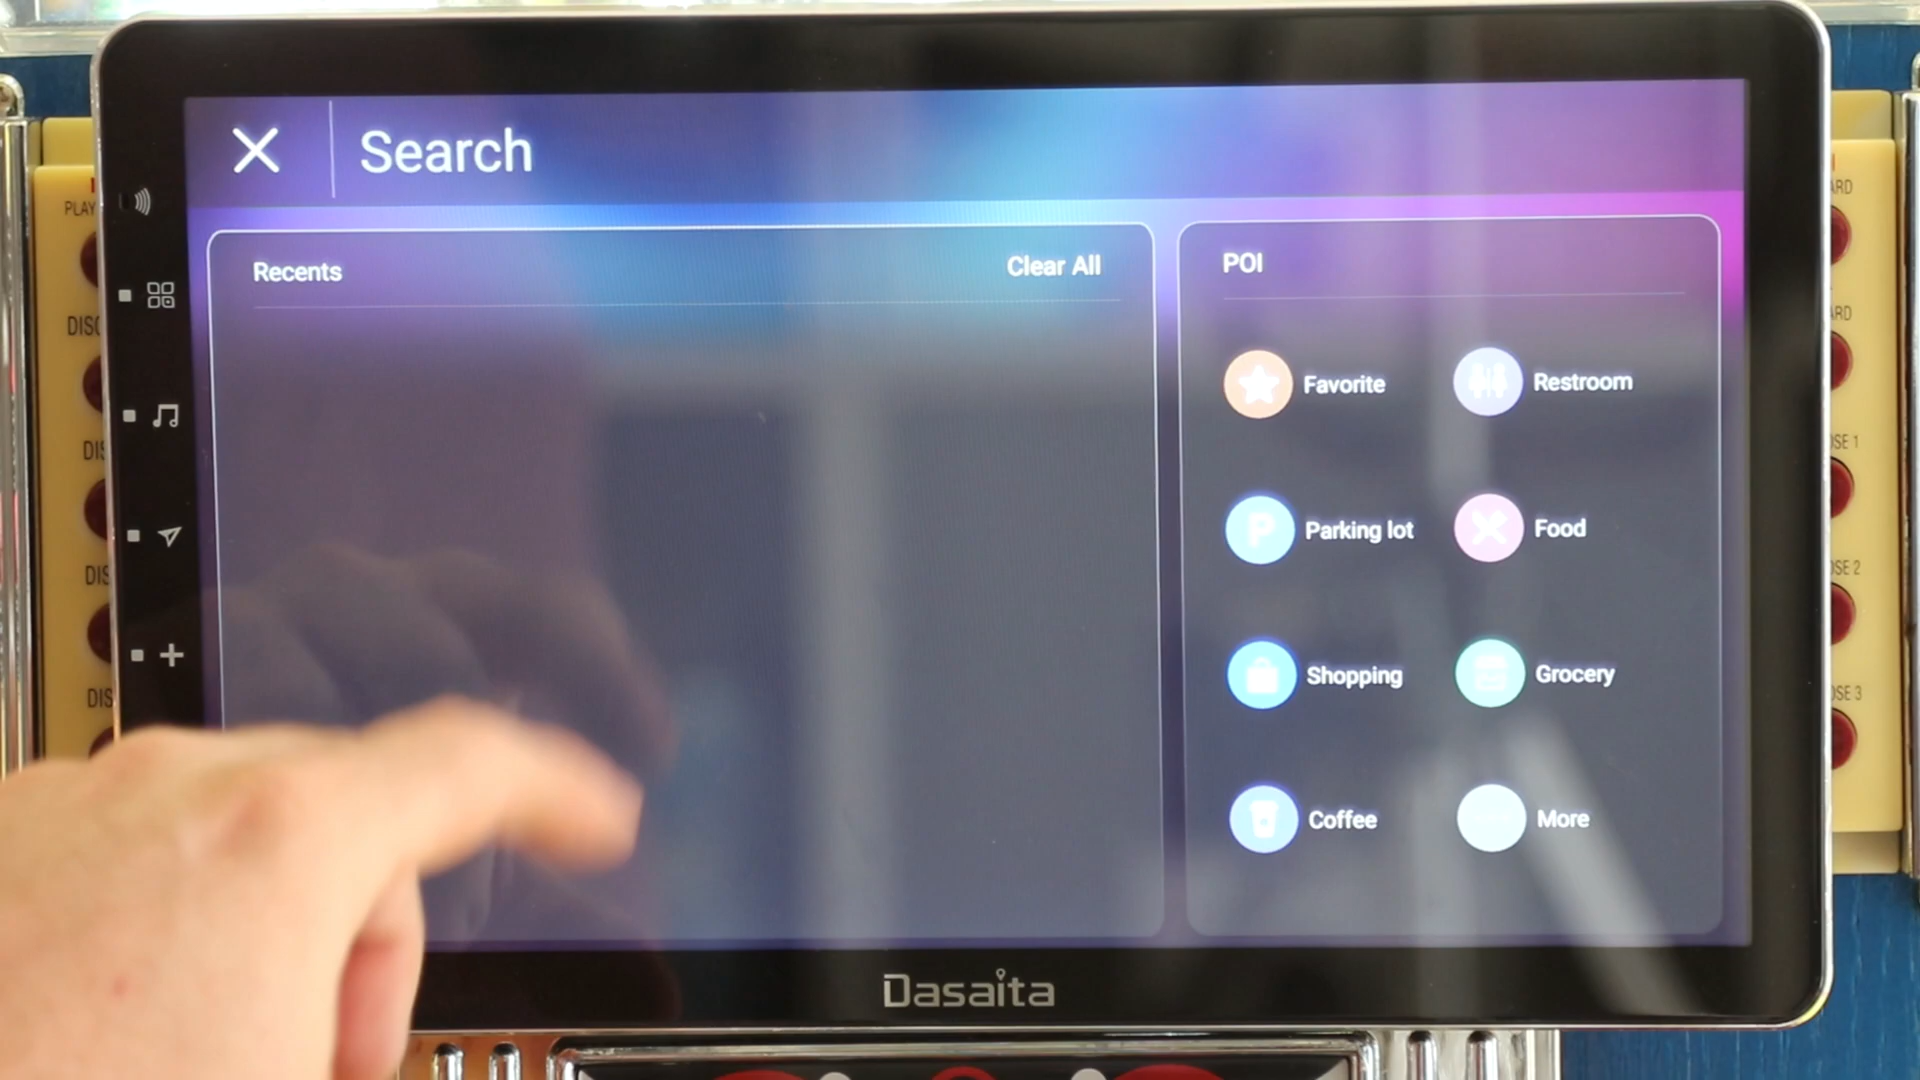 Search
Recents
Clear All
POI
Favorite
Restroom
Parking lot
Food
Shopping
Grocery
Coffee
More
Dasaita
PLAY